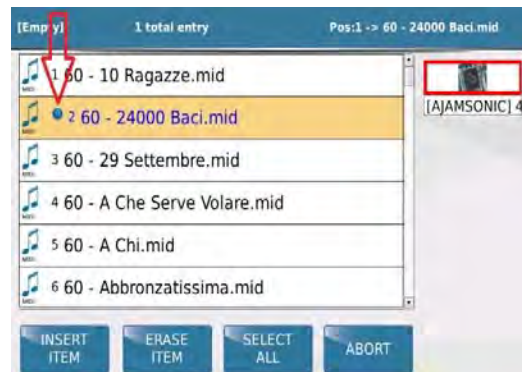 [Empty] 1 total entry Pos:1 -> 60 - 24000 Baci.mid
1 60 - 10 Ragazze.mid
2 60 - 24000 Baci.mid
[AJAMSONIC] 4
3 60 - 29 Settembre.mid
4 60 - A Che Serve Volare.mid
5 60 - A Chi.mid
6 60 - Abbronzatissima.mid
INSERT ITEM
ERASE ITEM
SELECT ALL
ABORT